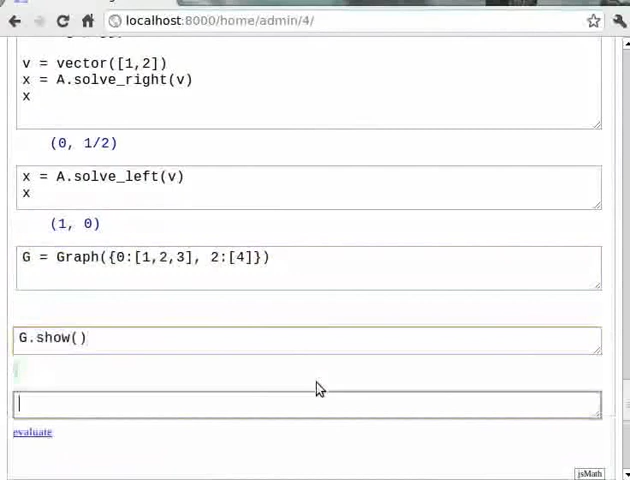 localhost:8000/home/admin/4/
v = vector([1,2])
x = A.solve_right(v)
x
(0, 1/2)
x = A.solve_left(v)
x
(1, 0)
G = Graph({0:[1,2,3], 2:[4]})
G.show()
evaluate
jsMath